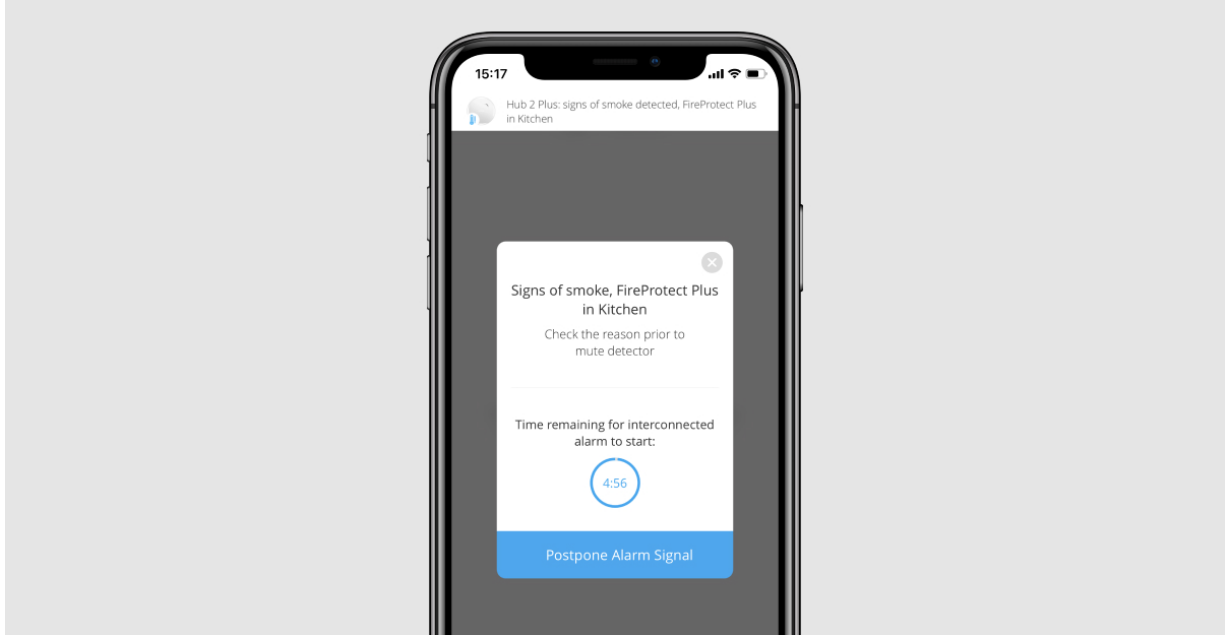 15:17
Hub 2 Plus: signs of smoke detected, FireProtect Plus
in Kitchen
Signs of smoke, FireProtect Plus
in Kitchen
Check the reason prior to
mute detector
Time remaining for interconnected
alarm to start:
4:56
Postpone Alarm Signal